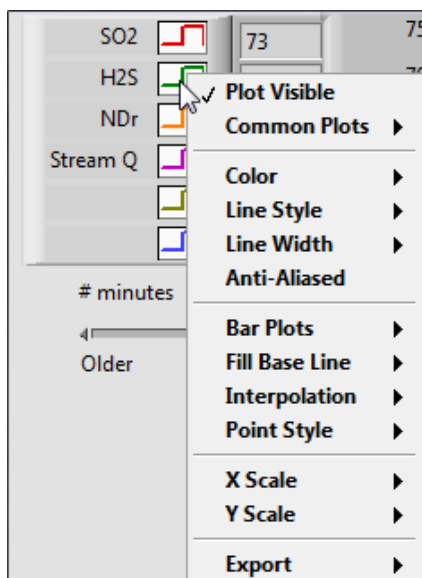 SO2 73 75
H2S Plot Visible
NDr Common Plots
Stream Q
Color
Line Style
Line Width
# minutes Anti-Aliased
Bar Plots
Older Fill Base Line
Interpolation
Point Style
X Scale
Y Scale
Export